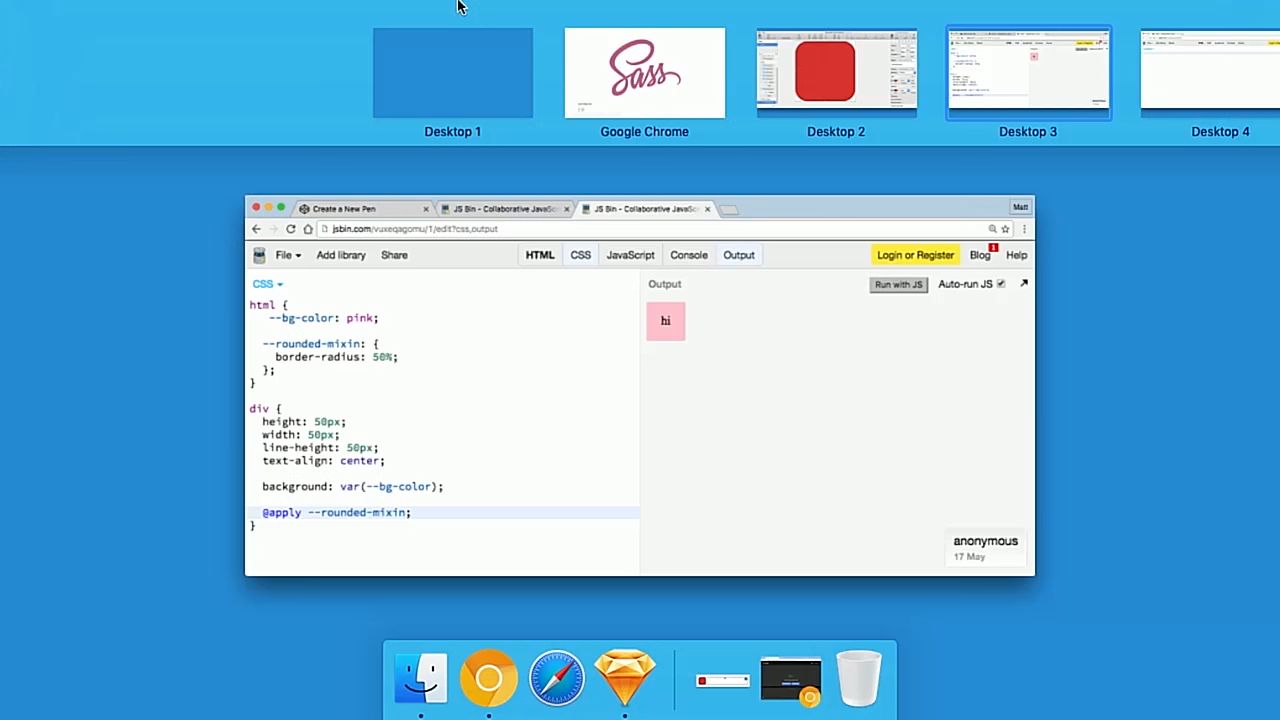 Sass
Desktop 1
Google Chrome
Desktop 2
Desktop 3
Desktop 4
Create a New Pen
JS Bin - Collaborative JavaSc
JS Bin - Collaborative JavaSc
Matt
jsbin.com/vuxeqagomu/1/edit?css,output
File
Add library
Share
HTML
CSS
JavaScript
Console
Output
Login or Register
Blog
1
Help
CSS
Output
Run with JS
Auto-run JS
html {
--bg-color: pink;
--rounded-mixin: {
border-radius: 50%;
};
}
div {
height: 50px;
width: 50px;
line-height: 50px;
text-align: center;
background: var(--bg-color);
@apply --rounded-mixin;
}
hi
anonymous
17 May